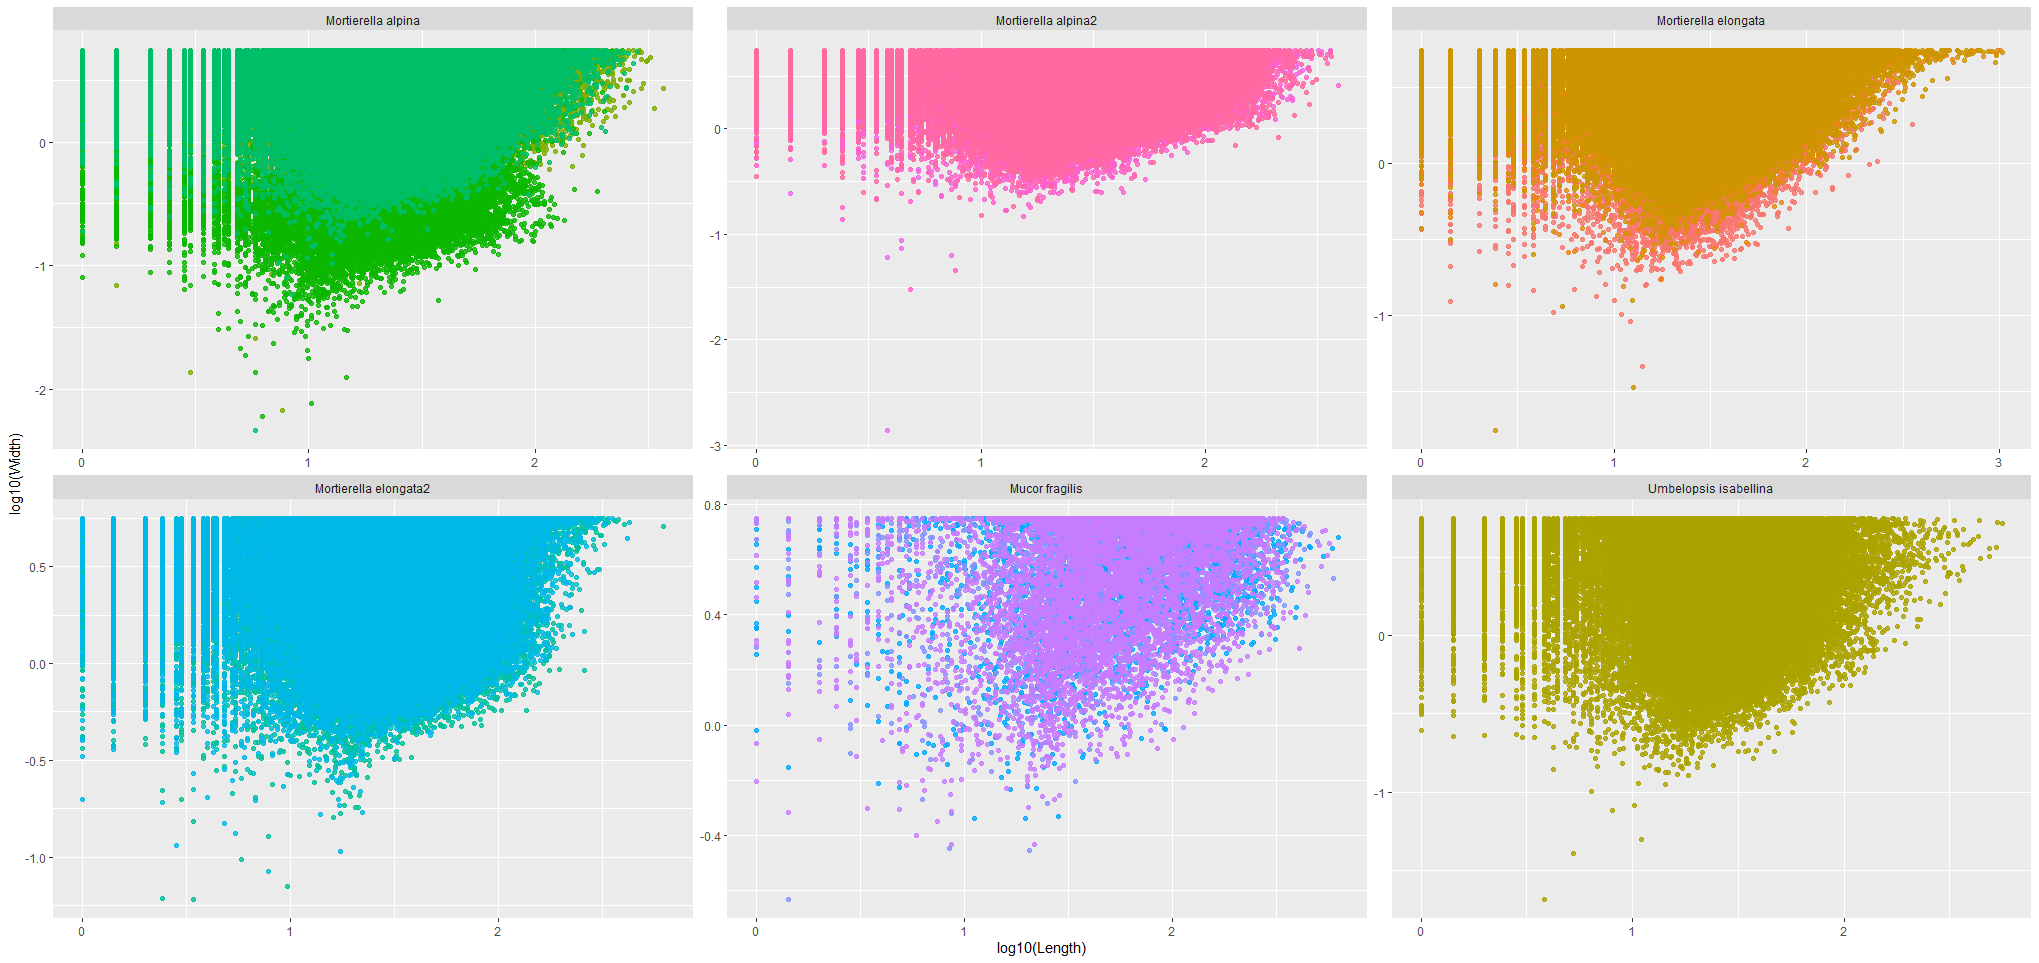 Mortierella alpina
Mortierella alpina2
Mortierella elongata
0
-1
-2
0
-1
-2
-3
0
-1
0 1 2
0 1 2
0 1 2 3
log10(Width)
Mortierella elongata2
Mucor fragilis
Umbelopsis isabellina
0.5
0.0
-0.5
-1.0
0.8
0.4
0.0
-0.4
0
-1
0 1 2
0 1 2
0 1 2
log10(Length)